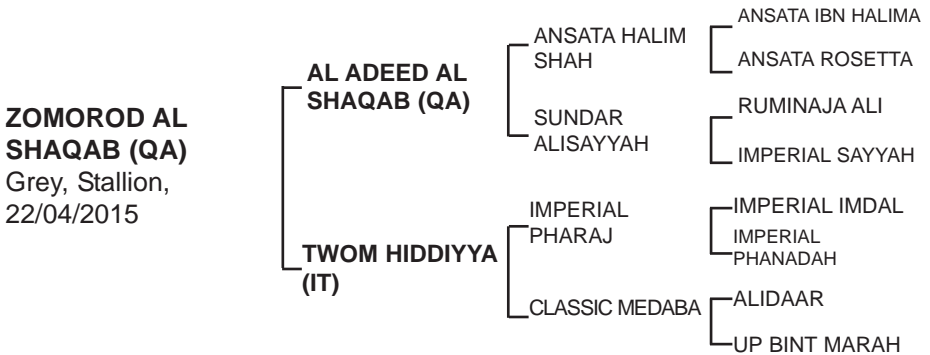 ZOMOROD AL
SHAQAB (QA)
Grey, Stallion,
22/04/2015
AL ADEED AL
SHAQAB (QA)
TWOM HIDDIYYA
(IT)
ANSATA HALIM
SHAH
SUNDAR
ALISAYYAH
IMPERIAL
PHARAJ
CLASSIC MEDABA
ANSATA IBN HALIMA
ANSATA ROSETTA
RUMINAJA ALI
IMPERIAL SAYYAH
IMPERIAL IMDAL
IMPERIAL
PHANADAH
ALIDAAR
UP BINT MARAH